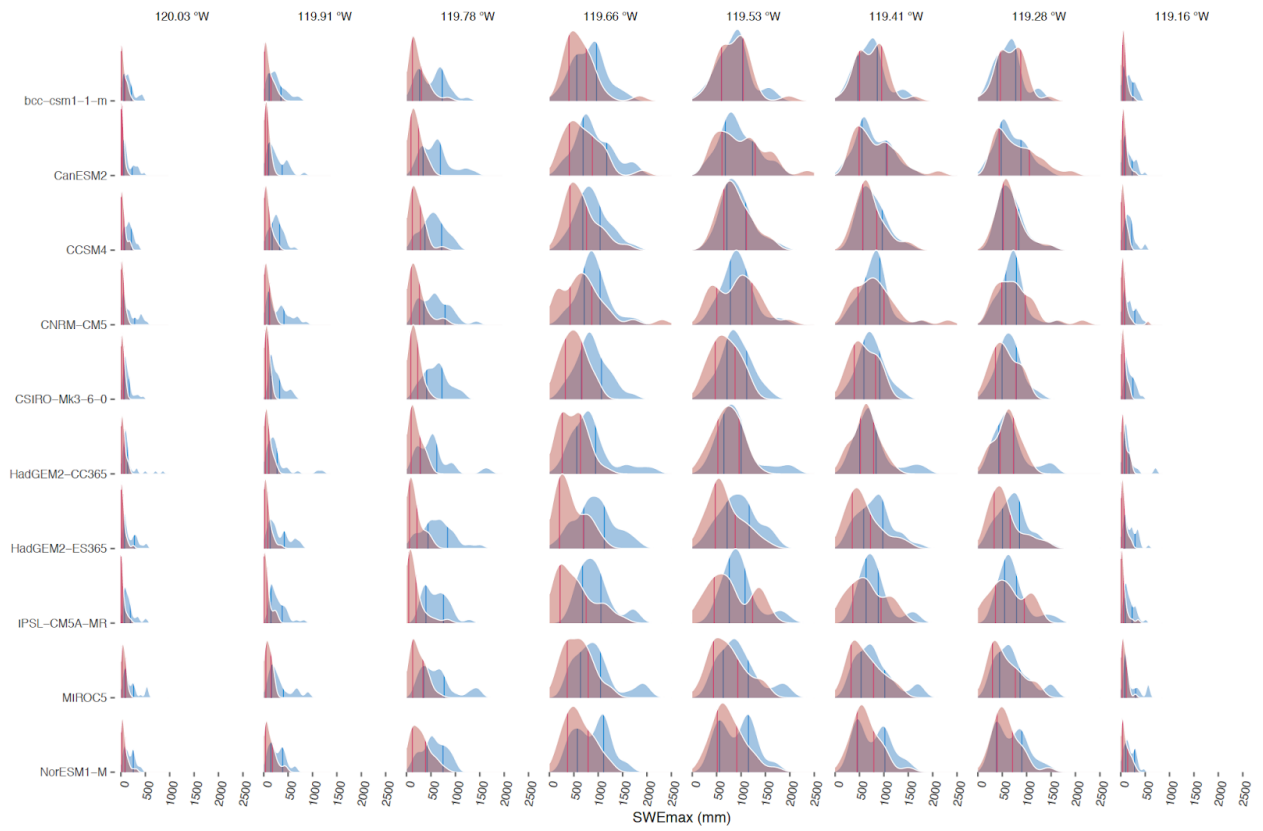 120.03 °W 119.91 °W 119.78 °W 119.66 °W 119.53 °W 119.41 °W 119.28 °W 119.16 °W
bcc−csm1−1−m
CanESM2
CCSM4
CNRM−CM5
CSIRO−Mk3−6−0
HadGEM2−CC365
HadGEM2−ES365
IPSL−CM5A−MR
MIROC5
NorESM1−M
0 500 1000 1500 2000 2500 0 500 1000 1500 2000 2500 0 500 1000 1500 2000 2500 0 500 1000 1500 2000 2500 0 500 1000 1500 2000 2500 0 500 1000 1500 2000 2500 0 500 1000 1500 2000 2500 0 500 1000 1500 2000 2500
SWEmax (mm)